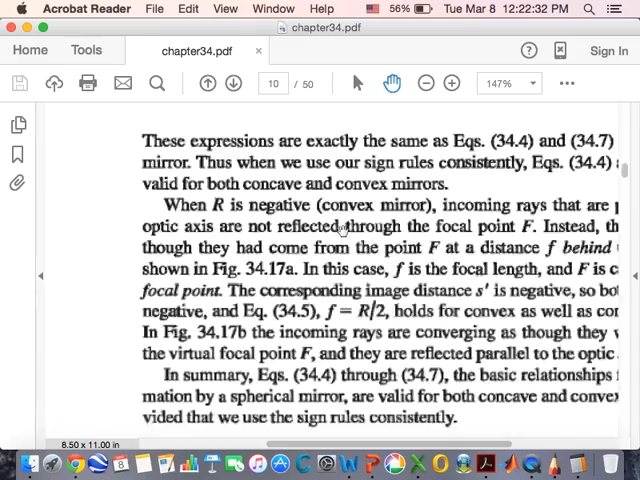 Acrobat Reader File Edit View Window Help 56% Tue Mar 8 12:22:32 PM
chapter34.pdf
Home Tools chapter34.pdf × ? Sign In
10 / 50 147%
These expressions are exactly the same as Eqs. (34.4) and (34.7)
mirror. Thus when we use our sign rules consistently, Eqs. (34.4)
valid for both concave and convex mirrors.
When R is negative (convex mirror), incoming rays that are
optic axis are not reflected through the focal point F. Instead, th
though they had come from the point F at a distance f behind
shown in Fig. 34.17a. In this case, f is the focal length, and F is c
focal point. The corresponding image distance s′ is negative, so bot
negative, and Eq. (34.5), f = R/2, holds for convex as well as con
In Fig. 34.17b the incoming rays are converging as though they
the virtual focal point F, and they are reflected parallel to the optic
In summary, Eqs. (34.4) through (34.7), the basic relationships
mation by a spherical mirror, are valid for both concave and convex
vided that we use the sign rules consistently.
8.50 x 11.00 in